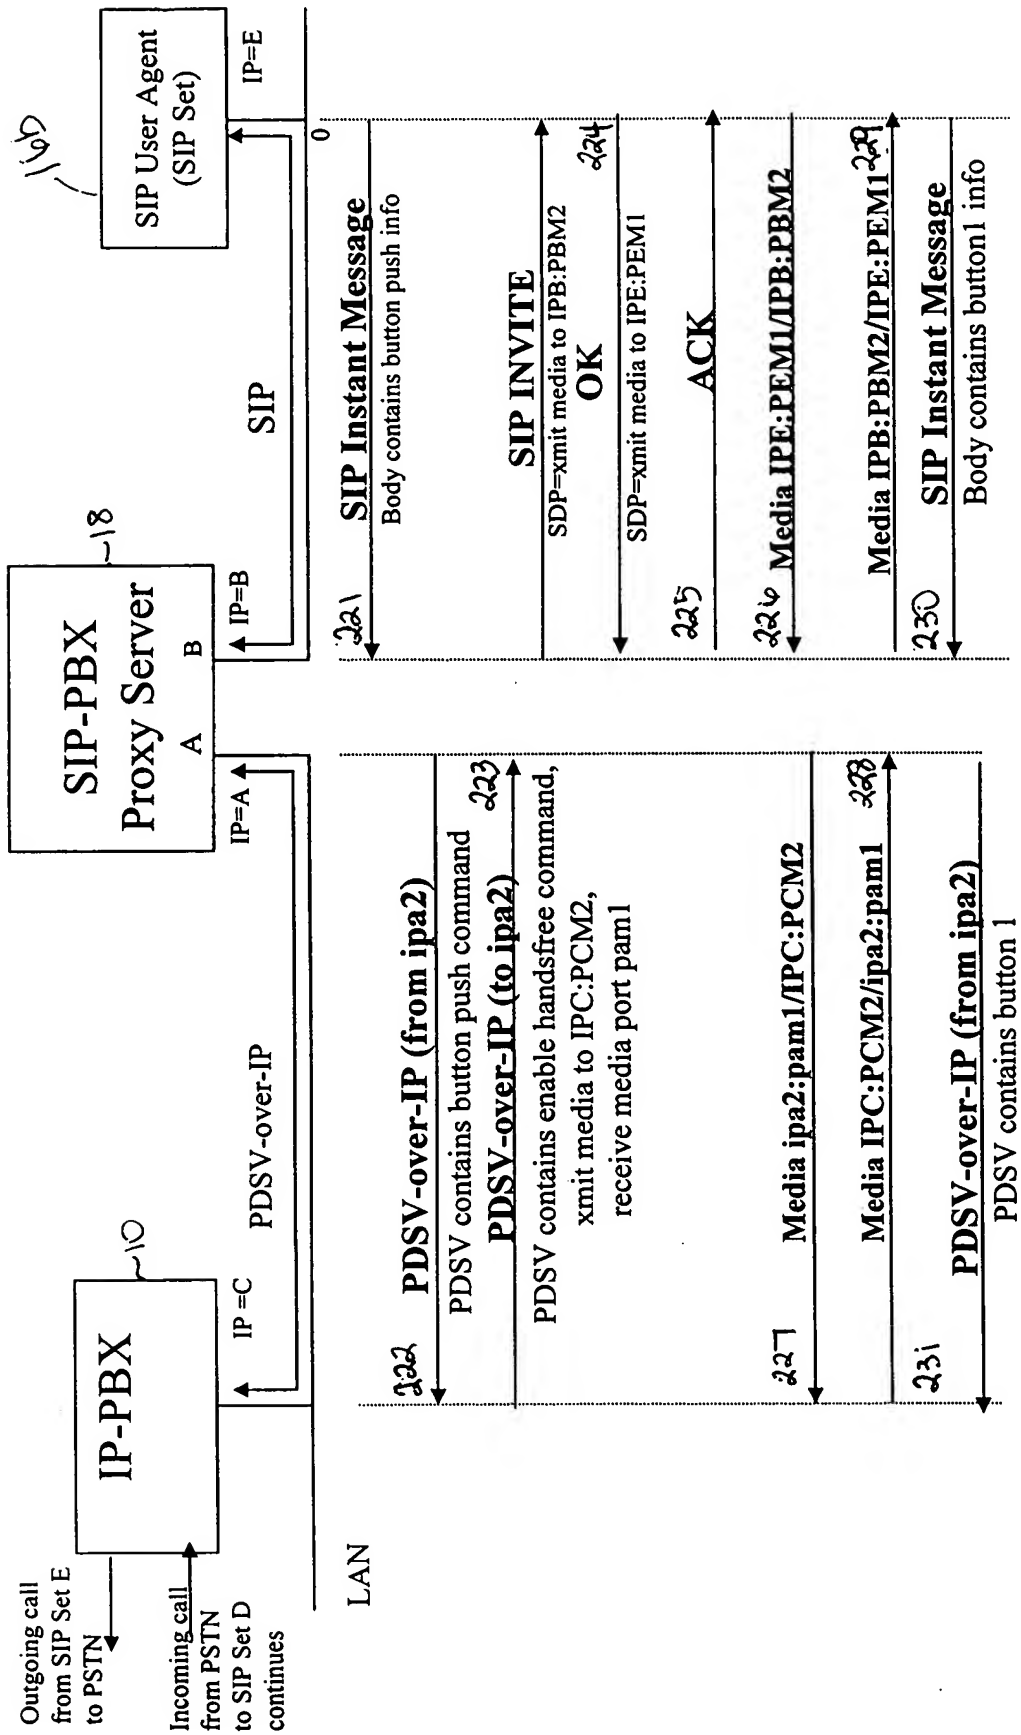 Outgoing call
from SIP Set E
to PSTN
Incoming call
from PSTN
to SIP Set D
continues
IP-PBX
10
IP =C
LAN
PDSV-over-IP
SIP-PBX
Proxy Server
18
A
B
IP=A
IP=B
SIP
SIP User Agent
(SIP Set)
16D
IP=E
0
221
SIP Instant Message
Body contains button push info
222
PDSV-over-IP (from ipa2)
PDSV contains button push command
PDSV-over-IP (to ipa2)
223
PDSV contains enable handsfree command,
xmit media to IPC:PCM2,
receive media port pam1
SIP INVITE
SDP=xmit media to IPB:PBM2
OK
224
SDP=xmit media to IPE:PEM1
225
ACK
226
Media IPE:PEM1/IPB:PBM2
227
Media ipa2:pam1/IPC:PCM2
Media IPC:PCM2/ipa2:pam1
228
Media IPB:PBM2/IPE:PEM1
229
230
SIP Instant Message
Body contains button1 info
231
PDSV-over-IP (from ipa2)
PDSV contains button 1